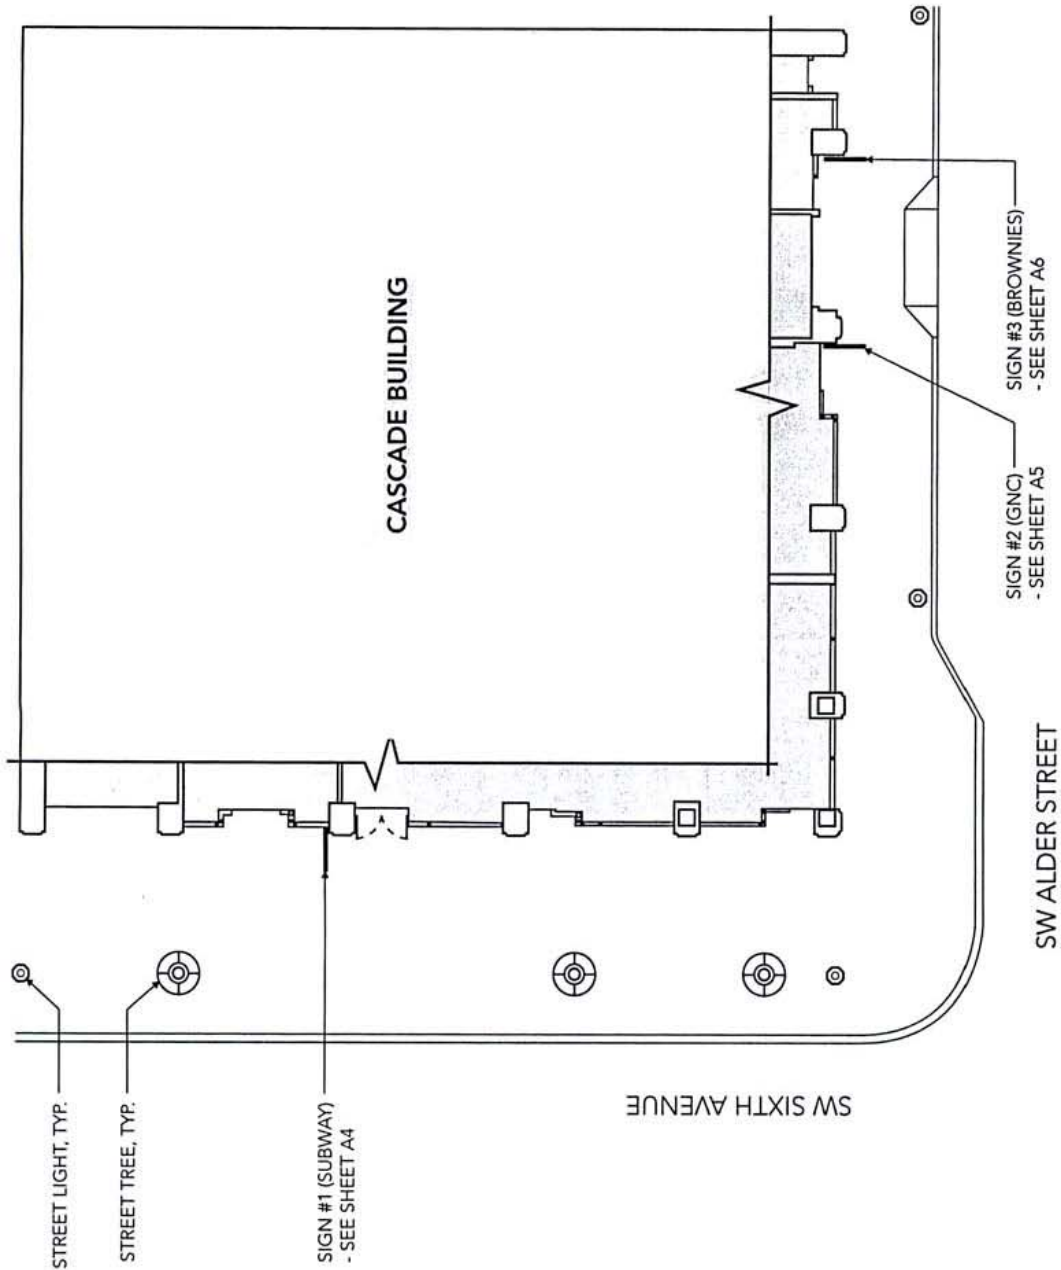 CASCADE BUILDING
STREET LIGHT, TYP.
STREET TREE, TYP.
SIGN #1 (SUBWAY)
- SEE SHEET A4
SW SIXTH AVENUE
SIGN #2 (GNC)
- SEE SHEET A5
SIGN #3 (BROWNIES)
- SEE SHEET A6
SW ALDER STREET